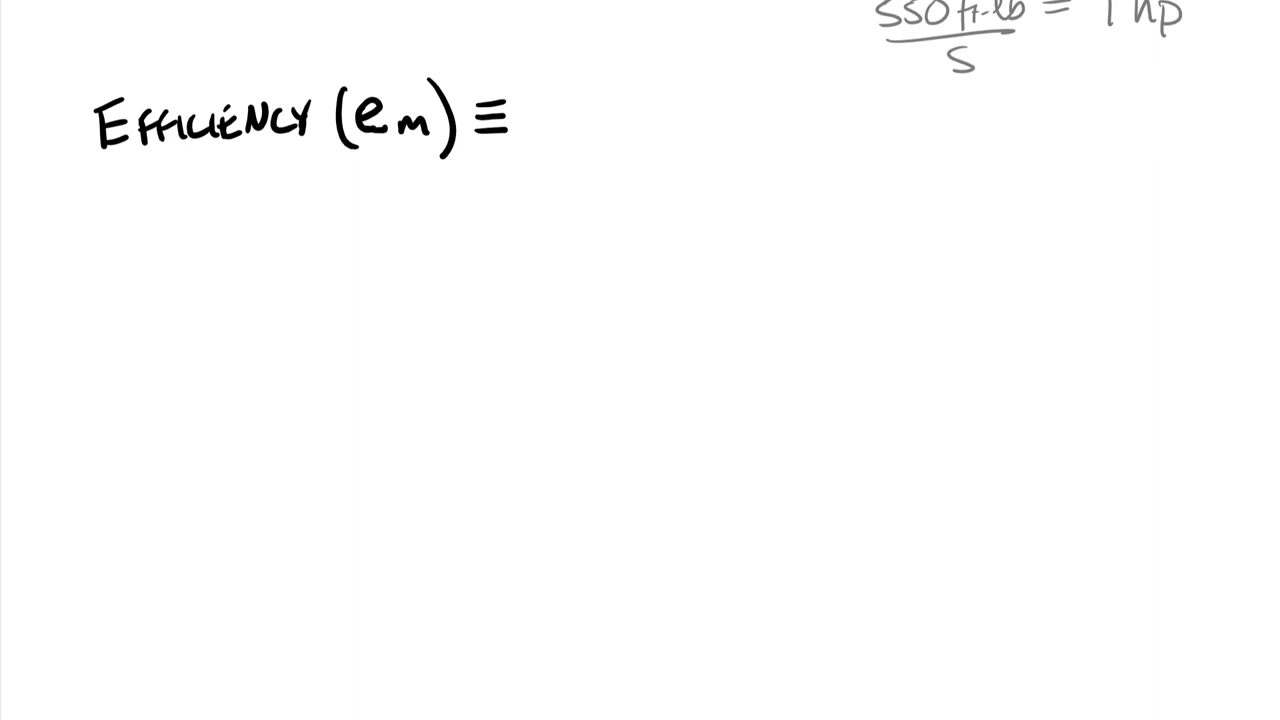 550 ft-lb = 1 hp
s
EFFICIENCY (em) ≡